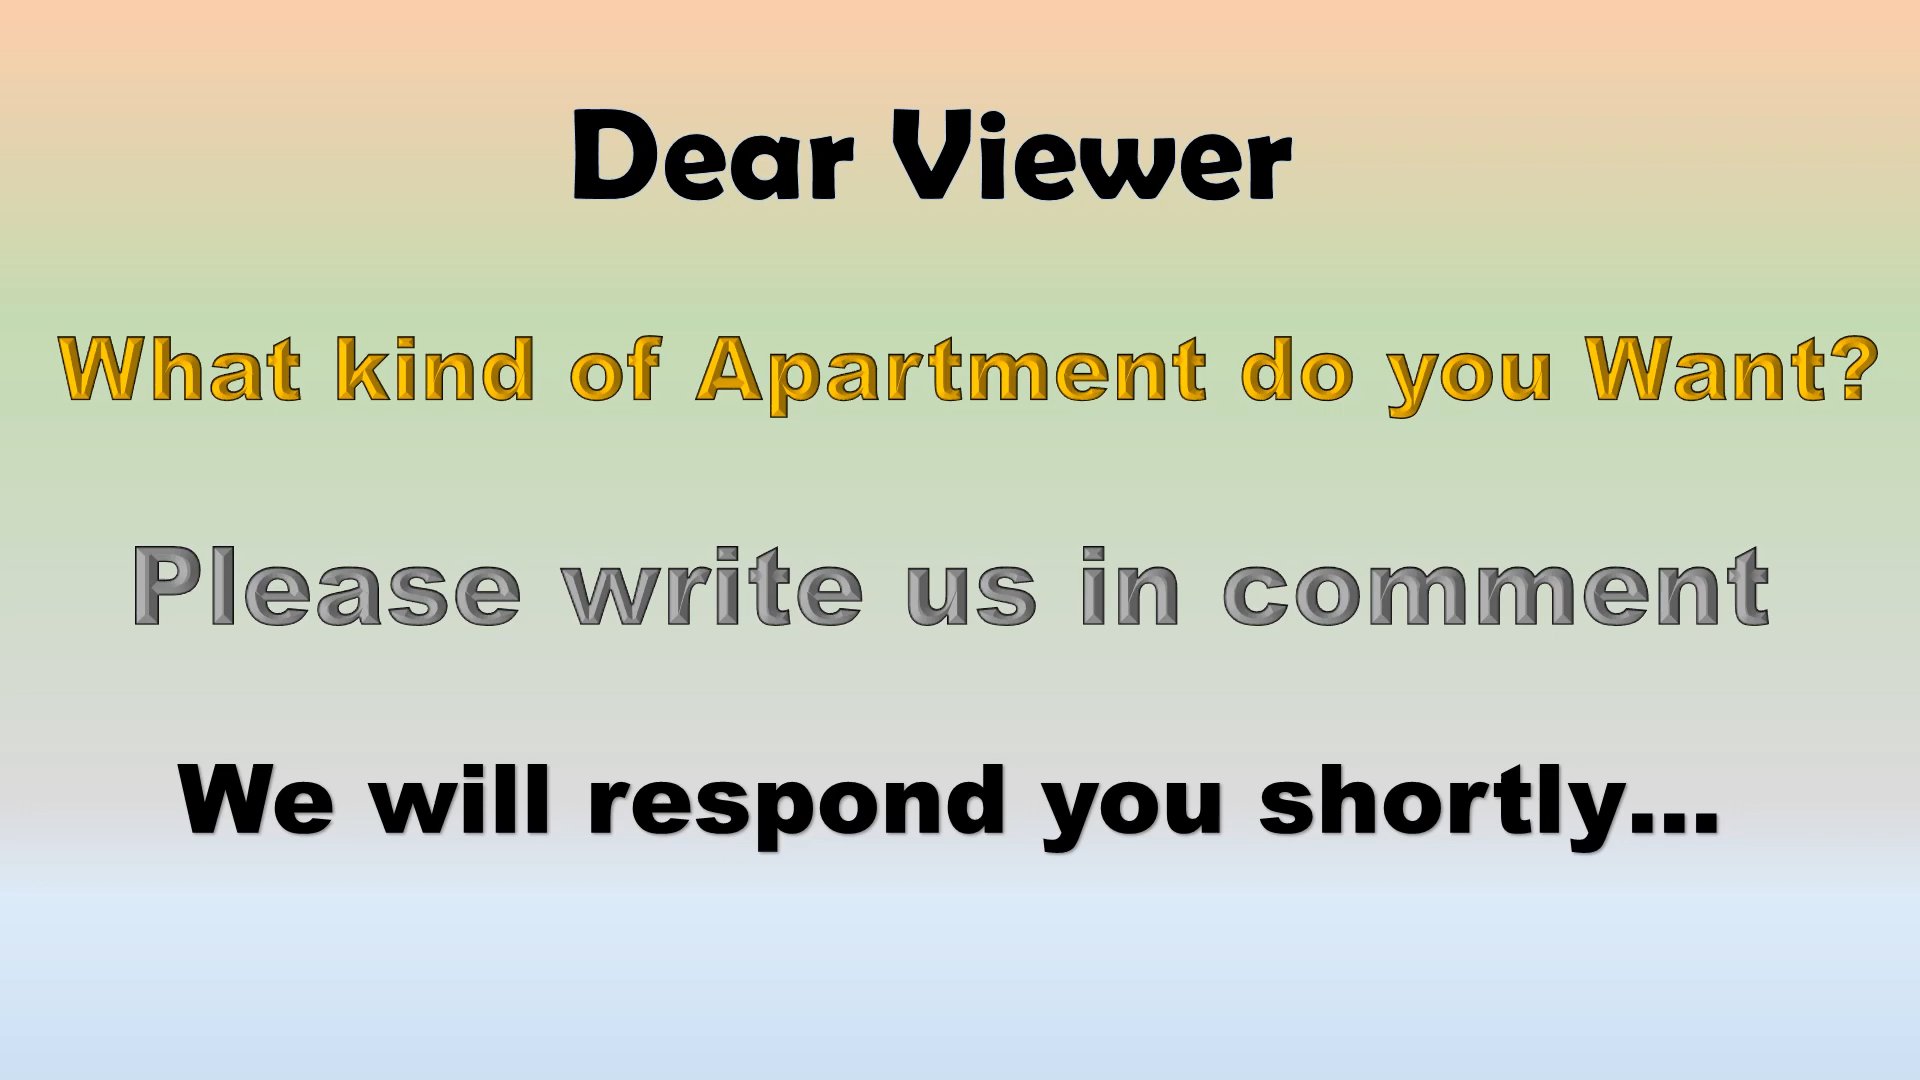 Dear Viewer
What kind of Apartment do you Want?
Please write us in comment
We will respond you shortly...